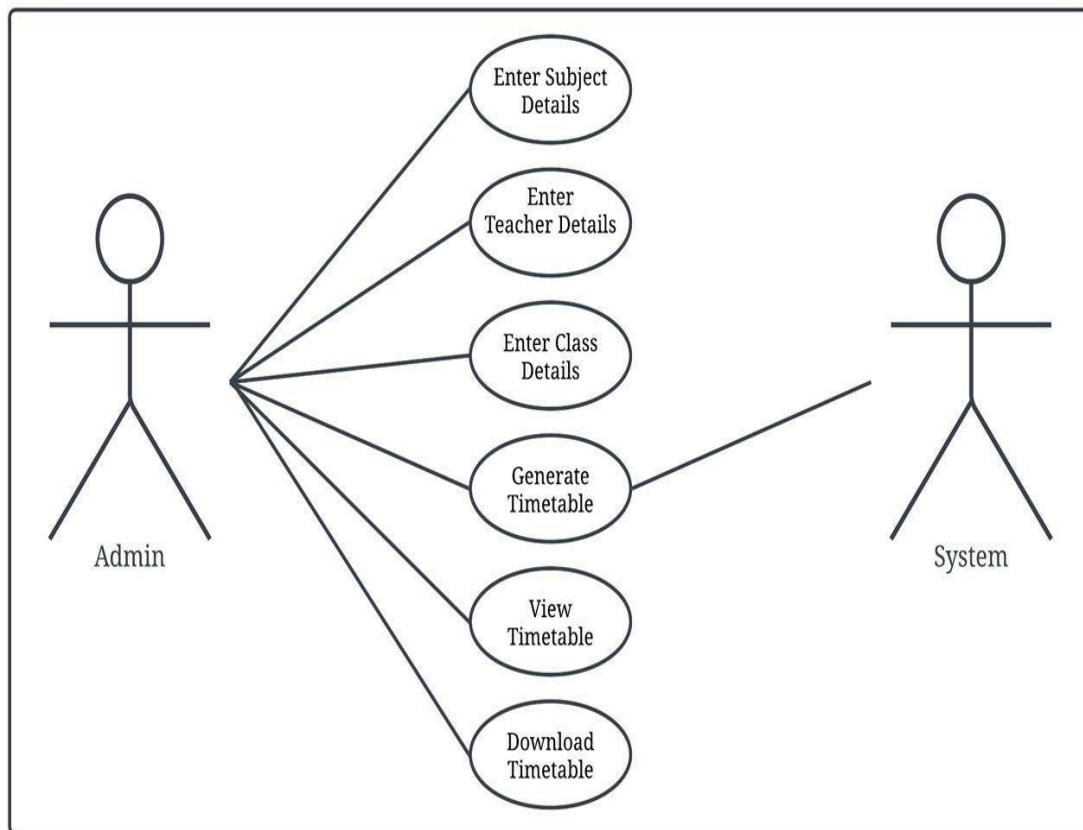 Enter Subject
Details
Enter
Teacher Details
Enter Class
Details
Generate
Timetable
Admin
System
View
Timetable
Download
Timetable